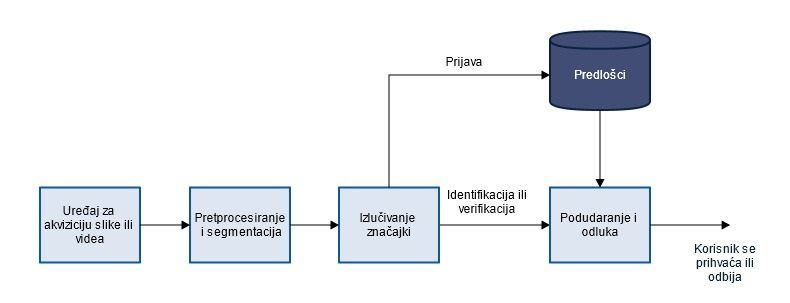 Prijava
Predlošci
Uređaj za
akviziciju slike ili
videa
Pretprocesiranje
i segmentacija
Izlučivanje
značajki
Identifikacija ili
verifikacija
Podudaranje i
odluka
Korisnik se
prihvaća ili
odbija